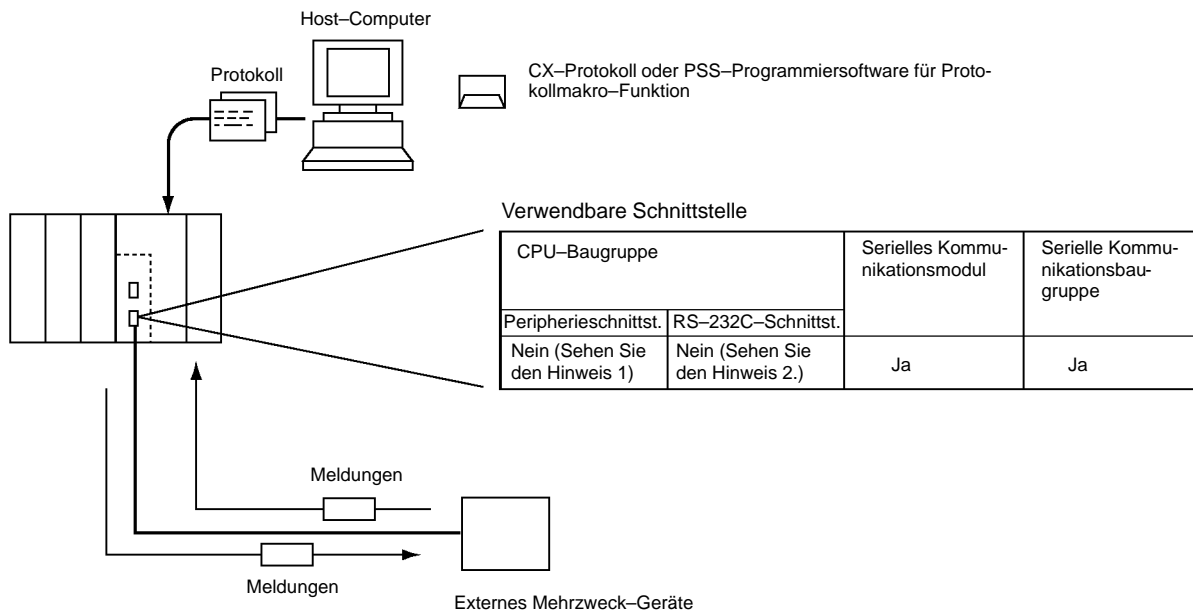 Host–Computer
Protokoll
CX–Protokoll oder PSS–Programmiersoftware für Proto-
kollmakro–Funktion
Verwendbare Schnittstelle
CPU–Baugruppe
Serielles Kommu-
nikationsmodul
Serielle Kommu-
nikationsbau-
gruppe
Peripherieschnittst.
RS–232C–Schnittst.
Nein (Sehen Sie
den Hinweis 1)
Nein (Sehen Sie
den Hinweis 2.)
Ja
Ja
Meldungen
Meldungen
Externes Mehrzweck–Geräte